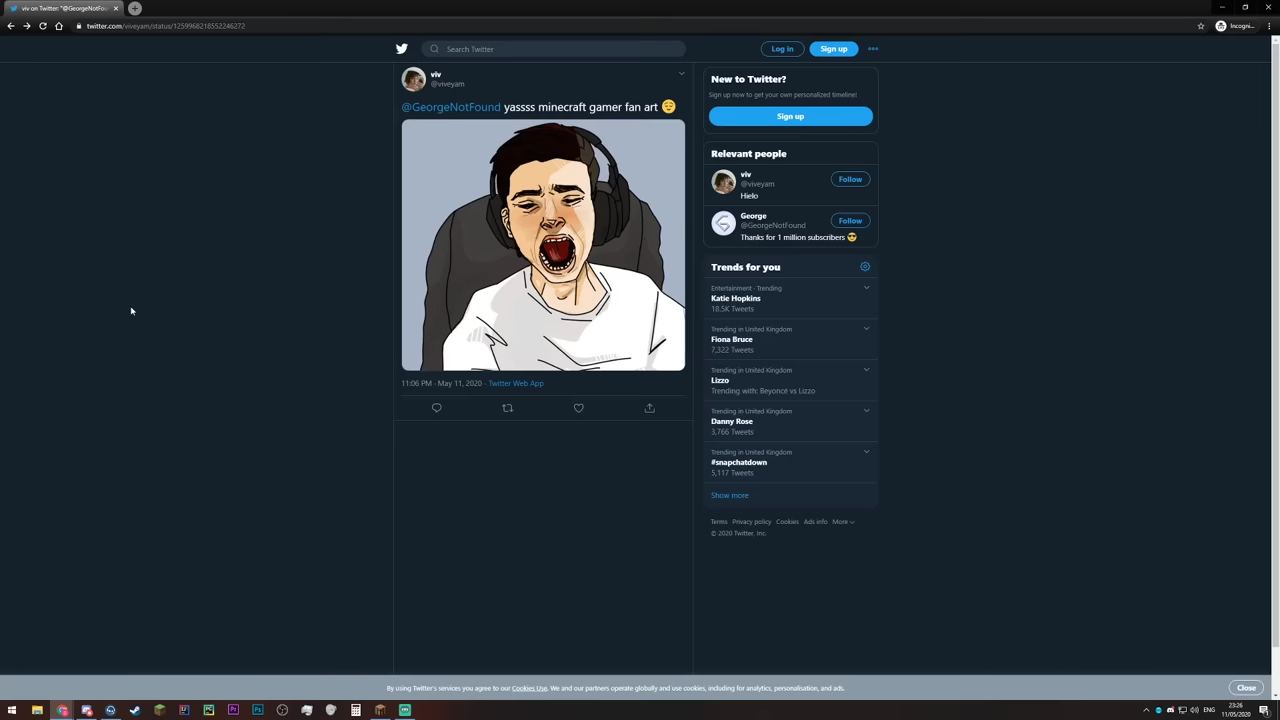 viv on Twitter: "@GeorgeNotF
twitter.com/viveyam/status/1259968218552246272
Incogni...
Search Twitter
Log in
Sign up
viv
@viveyam
@GeorgeNotFound yassss minecraft gamer fan art 😌
11:06 PM · May 11, 2020 · Twitter Web App
New to Twitter?
Sign up now to get your own personalized timeline!
Sign up
Relevant people
viv
@viveyam
Follow
Hielo
George
@GeorgeNotFound
Follow
Thanks for 1 million subscribers 😎
Trends for you
Entertainment · Trending
Katie Hopkins
18.5K Tweets
Trending in United Kingdom
Fiona Bruce
7,322 Tweets
Trending in United Kingdom
Lizzo
Trending with: Beyoncé vs Lizzo
Trending in United Kingdom
Danny Rose
3,766 Tweets
Trending in United Kingdom
#snapchatdown
5,117 Tweets
Show more
Terms Privacy policy Cookies Ads info More
© 2020 Twitter, Inc.
By using Twitter's services you agree to our Cookies Use. We and our partners operate globally and use cookies, including for analytics, personalisation, and ads.
Close
Pr
Ps
ENG
23:26
11/05/2020